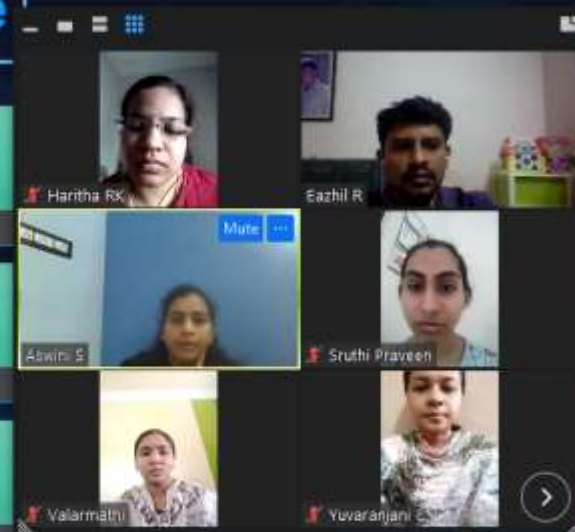 Haritha RK
Eazhil R
Mute ...
Aswini S
Sruthi Praveen
Valarmathi
Yuvaranjani